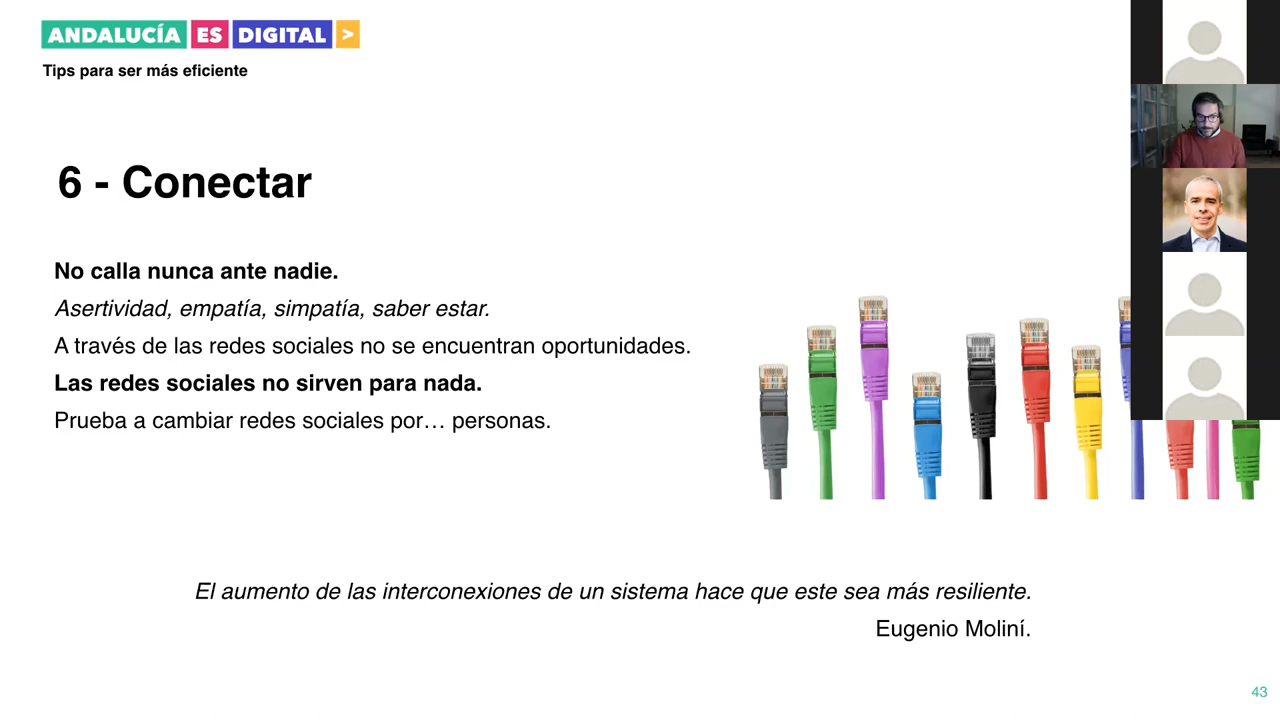 ANDALUCÍA ES DIGITAL >
Tips para ser más eficiente
6 - Conectar
No calla nunca ante nadie.
Asertividad, empatía, simpatía, saber estar.
A través de las redes sociales no se encuentran oportunidades.
Las redes sociales no sirven para nada.
Prueba a cambiar redes sociales por… personas.
El aumento de las interconexiones de un sistema hace que este sea más resiliente.
Eugenio Moliní.
43